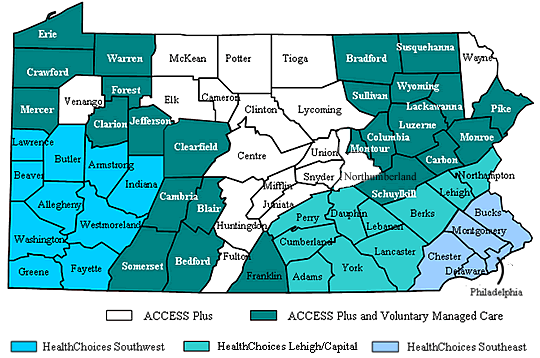 Erie
Warren
McKean
Potter
Tioga
Bradford
Susquehanna
Wayne
Crawford
Forest
Elk
Cameron
Sullivan
Wyoming
Lackawanna
Pike
Mercer
Venango
Clarion
Jefferson
Clinton
Lycoming
Columbia
Luzerne
Monroe
Lawrence
Butler
Armstrong
Clearfield
Centre
Union
Montour
Carbon
Beaver
Indiana
Snyder
Northumberland
Northampton
Allegheny
Cambria
Blair
Mifflin
Juniata
Schuylkill
Lehigh
Washington
Westmoreland
Huntingdon
Perry
Dauphin
Lebanon
Berks
Bucks
Montgomery
Greene
Fayette
Somerset
Bedford
Fulton
Franklin
Cumberland
Adams
York
Lancaster
Chester
Delaware
Philadelphia
ACCESS Plus
ACCESS Plus and Voluntary Managed Care
HealthChoices Southwest
HealthChoices Lehigh/Capital
HealthChoices Southeast